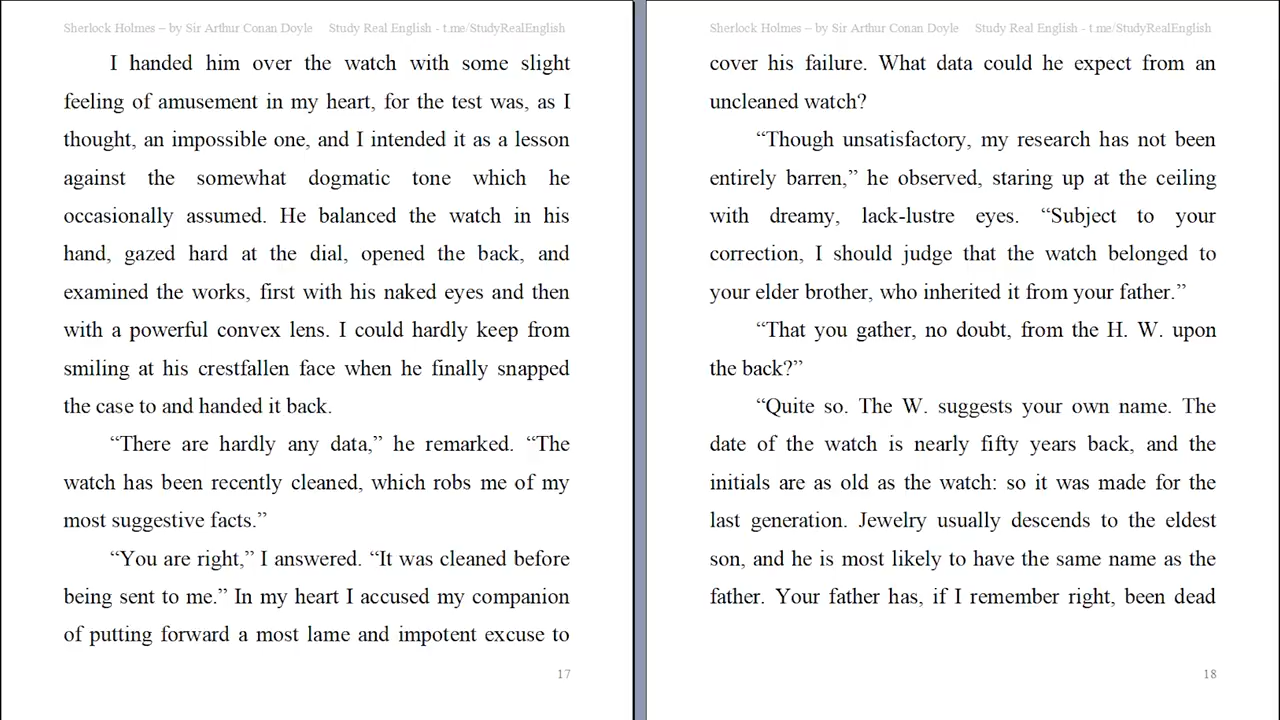 Sherlock Holmes – by Sir Arthur Conan Doyle Study Real English - t.me/StudyRealEnglish
I handed him over the watch with some slight
feeling of amusement in my heart, for the test was, as I
thought, an impossible one, and I intended it as a lesson
against the somewhat dogmatic tone which he
occasionally assumed. He balanced the watch in his
hand, gazed hard at the dial, opened the back, and
examined the works, first with his naked eyes and then
with a powerful convex lens. I could hardly keep from
smiling at his crestfallen face when he finally snapped
the case to and handed it back.
“There are hardly any data,” he remarked. “The
watch has been recently cleaned, which robs me of my
most suggestive facts.”
“You are right,” I answered. “It was cleaned before
being sent to me.” In my heart I accused my companion
of putting forward a most lame and impotent excuse to
17
Sherlock Holmes – by Sir Arthur Conan Doyle Study Real English - t.me/StudyRealEnglish
cover his failure. What data could he expect from an
uncleaned watch?
“Though unsatisfactory, my research has not been
entirely barren,” he observed, staring up at the ceiling
with dreamy, lack-lustre eyes. “Subject to your
correction, I should judge that the watch belonged to
your elder brother, who inherited it from your father.”
“That you gather, no doubt, from the H. W. upon
the back?”
“Quite so. The W. suggests your own name. The
date of the watch is nearly fifty years back, and the
initials are as old as the watch: so it was made for the
last generation. Jewelry usually descends to the eldest
son, and he is most likely to have the same name as the
father. Your father has, if I remember right, been dead
18